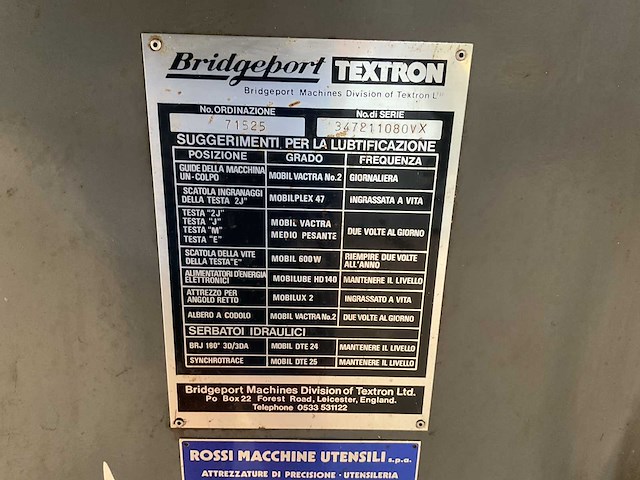 Bridgeport TEXTRON
Bridgeport Machines Division of Textron Ltd
No. ORDINAZIONE No. di SERIE
71525 347211080VX
SUGGERIMENTI PER LA LUBTIFICAZIONE
POSIZIONE GRADO FREQUENZA
GUIDE DELLA MACCHINA
UN-COLPO MOBIL VACTRA No.2 GIORNALIERA
SCATOLA INGRANAGGI
DELLA TESTA 2J" MOBILPLEX 47 INGRASSATO A VITA
TESTA "2J"
TESTA "J"
TESTA "M"
TESTA "E"
MOBIL VACTRA
MEDIO PESANTE DUE VOLTE AL GIORNO
SCATOLA DELLA VITE
DELLA TESTA"E" MOBIL 600W RIEMPIRE DUE VOLTE
ALL'ANNO
ALIMENTATORI D'ENERGIA
ELETTRONICI MOBILUBE HD 140 MANTENERE IL LIVELLO
ATTREZZO PER
ANGOLO RETTO MOBILUX 2 INGRASSATO A VITA
ALBERO A CODOLO MOBIL VACTRA No.2 DUE VOLTE AL GIORNO
SERBATOI IDRAULICI
BRJ 180° 3D/3DA MOBIL DTE 24 MANTENERE IL LIVELLO
SYNCHROTRACE MOBIL DTE 25 MANTENERE IL LIVELLO
Bridgeport Machines Division of Textron Ltd.
Po Box 22 Forest Road, Leicester, England.
Telephone 0533 531122
ROSSI MACCHINE UTENSILI s.p.a.
ATTREZZATURE DI PRECISIONE - UTENSILERIA